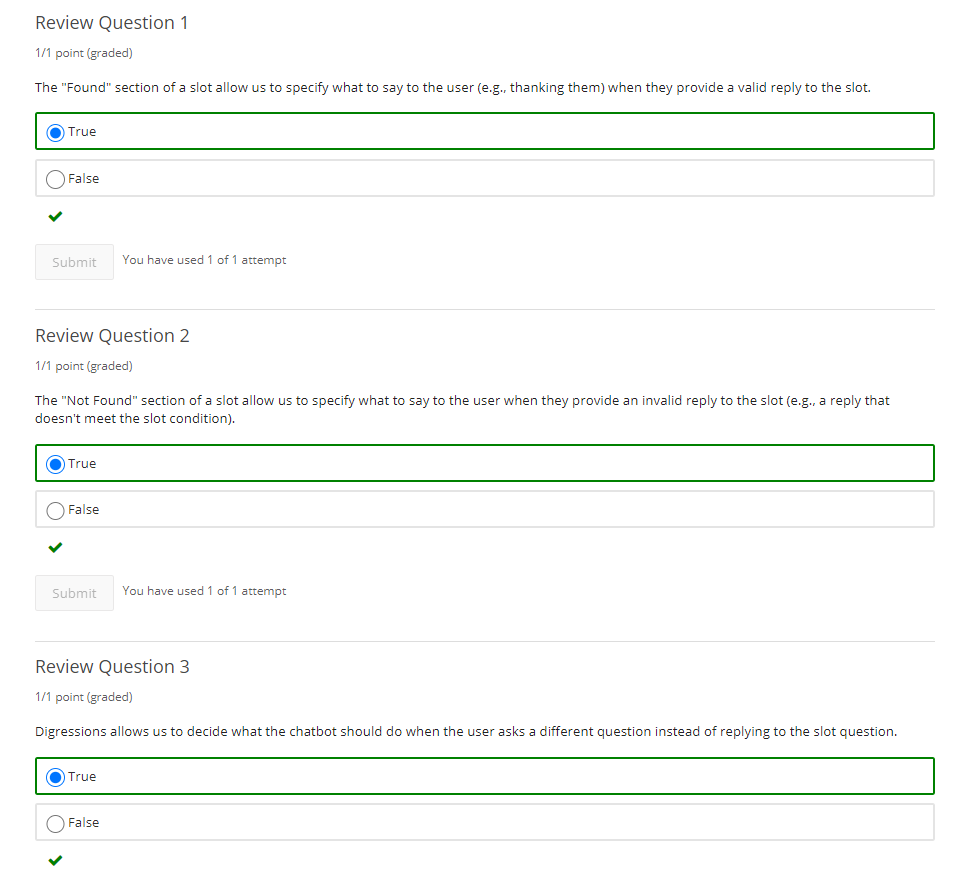 Review Question 1
1/1 point (graded)
The "Found" section of a slot allow us to specify what to say to the user (e.g., thanking them) when they provide a valid reply to the slot.
True
False
Submit You have used 1 of 1 attempt
Review Question 2
1/1 point (graded)
The "Not Found" section of a slot allow us to specify what to say to the user when they provide an invalid reply to the slot (e.g., a reply that
doesn't meet the slot condition).
True
False
Submit You have used 1 of 1 attempt
Review Question 3
1/1 point (graded)
Digressions allows us to decide what the chatbot should do when the user asks a different question instead of replying to the slot question.
True
False